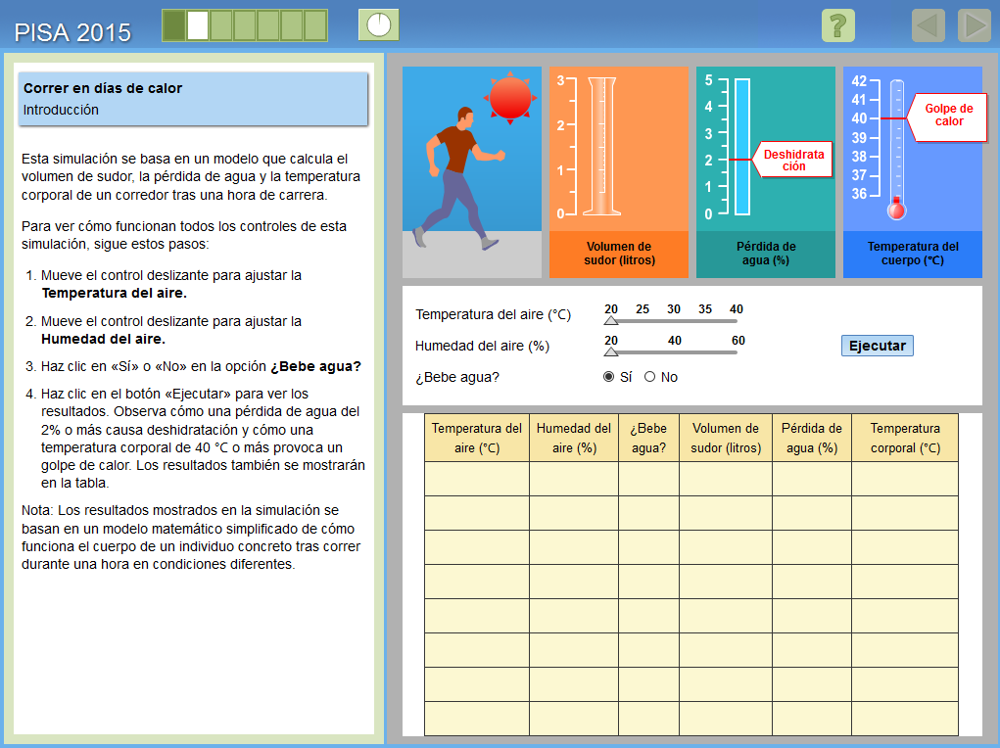 PISA 2015
?
Correr en días de calor
Introducción
Esta simulación se basa en un modelo que calcula el
volumen de sudor, la pérdida de agua y la temperatura
corporal de un corredor tras una hora de carrera.
Para ver cómo funcionan todos los controles de esta
simulación, sigue estos pasos:
1. Mueve el control deslizante para ajustar la
Temperatura del aire.
2. Mueve el control deslizante para ajustar la
Humedad del aire.
3. Haz clic en «Sí» o «No» en la opción ¿Bebe agua?
4. Haz clic en el botón «Ejecutar» para ver los
resultados. Observa cómo una pérdida de agua del
2% o más causa deshidratación y cómo una
temperatura corporal de 40 °C o más provoca un
golpe de calor. Los resultados también se mostrarán
en la tabla.
Nota: Los resultados mostrados en la simulación se
basan en un modelo matemático simplificado de cómo
funciona el cuerpo de un individuo concreto tras correr
durante una hora en condiciones diferentes.
3
2
1
0
Volumen de
sudor (litros)
5
4
3
2
1
0
Deshidrata
ción
Pérdida de
agua (%)
42
41
40
39
38
37
36
Golpe de
calor
Temperatura del
cuerpo (°C)
Temperatura del aire (°C) 20 25 30 35 40
Humedad del aire (%) 20 40 60
¿Bebe agua? Sí No
Ejecutar
Temperatura del aire (°C) Humedad del aire (%) ¿Bebe agua? Volumen de sudor (litros) Pérdida de agua (%) Temperatura corporal (°C)